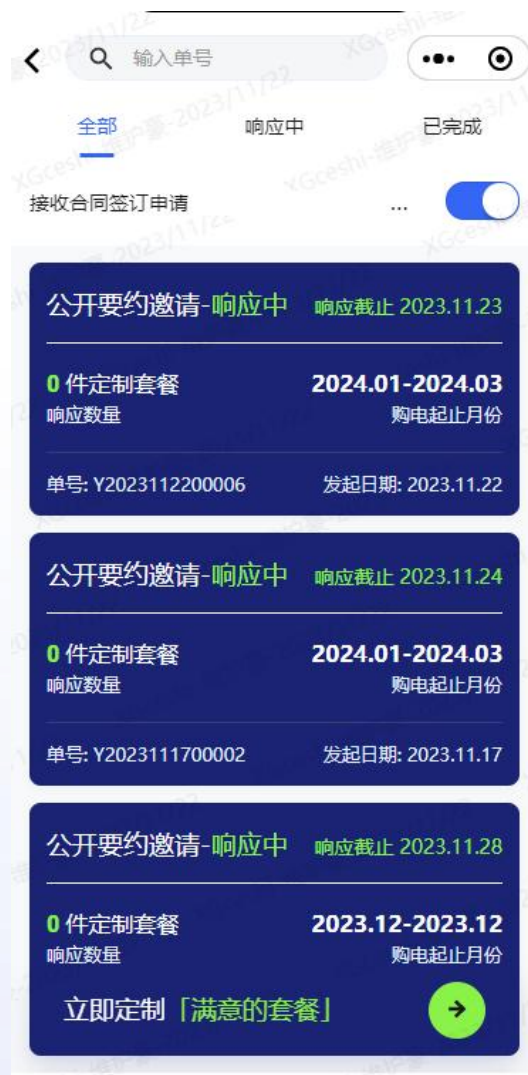 输入单号
全部 响应中 已完成
接收合同签订申请 ...
公开要约邀请-响应中 响应截止 2023.11.23
0 件定制套餐 2024.01-2024.03
响应数量 购电起止月份
单号: Y2023112200006 发起日期: 2023.11.22
公开要约邀请-响应中 响应截止 2023.11.24
0 件定制套餐 2024.01-2024.03
响应数量 购电起止月份
单号: Y2023111700002 发起日期: 2023.11.17
公开要约邀请-响应中 响应截止 2023.11.28
0 件定制套餐 2023.12-2023.12
响应数量 购电起止月份
立即定制「满意的套餐」